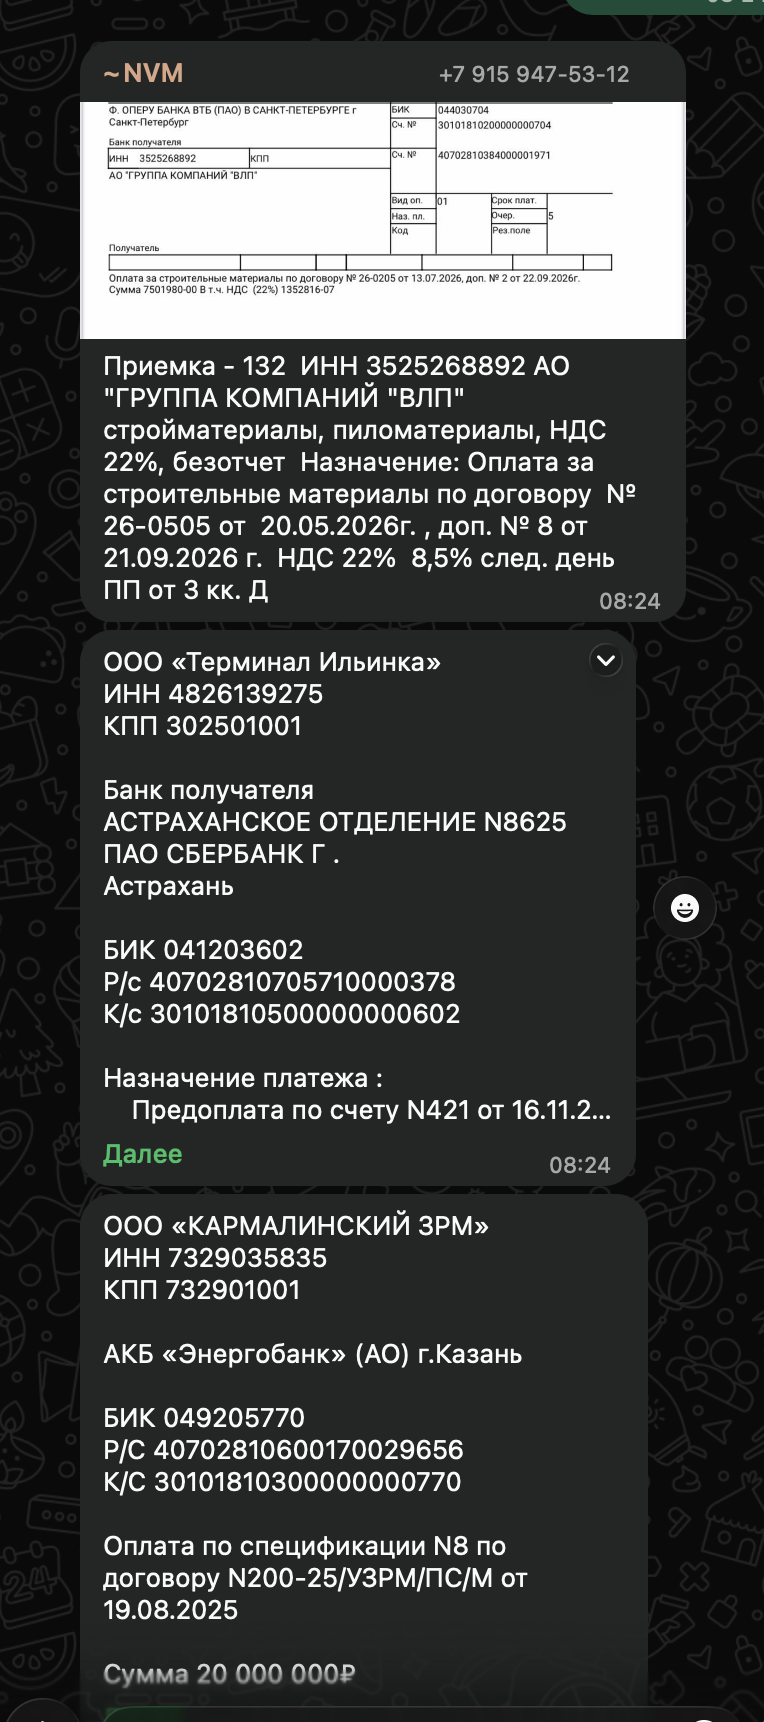 ~NVM +7 915 947-53-12
Ф. ОПЕРУ БАНКА ВТБ (ПАО) В САНКТ-ПЕТЕРБУРГЕ г
Санкт-Петербург
БИК 044030704
Сч. № 30101810200000000704
Банк получателя
ИНН 3525268892 КПП
Сч. № 40702810384000001971
АО "ГРУППА КОМПАНИЙ "ВЛП"
Вид оп. 01 Срок плат.
Наз. пл. Очер. 5
Код Рез.поле
Получатель
Оплата за строительные материалы по договору № 26-0205 от 13.07.2026, доп. № 2 от 22.09.2026г.
Сумма 7501980-00 В т.ч. НДС (22%) 1352816-07
Приемка - 132 ИНН 3525268892 АО
"ГРУППА КОМПАНИЙ "ВЛП"
стройматериалы, пиломатериалы, НДС
22%, безотчет Назначение: Оплата за
строительные материалы по договору №
26-0505 от 20.05.2026г. , доп. № 8 от
21.09.2026 г. НДС 22% 8,5% след. день
ПП от 3 кк. Д
08:24
ООО «Терминал Ильинка»
ИНН 4826139275
КПП 302501001
Банк получателя
АСТРАХАНСКОЕ ОТДЕЛЕНИЕ N8625
ПАО СБЕРБАНК Г .
Астрахань
БИК 041203602
Р/с 40702810705710000378
К/с 30101810500000000602
Назначение платежа :
Предоплата по счету N421 от 16.11.2...
Далее
08:24
ООО «КАРМАЛИНСКИЙ ЗРМ»
ИНН 7329035835
КПП 732901001
АКБ «Энергобанк» (АО) г.Казань
БИК 049205770
Р/С 40702810600170029656
К/С 30101810300000000770
Оплата по спецификации N8 по
договору N200-25/УЗРМ/ПС/М от
19.08.2025
Сумма 20 000 000₽